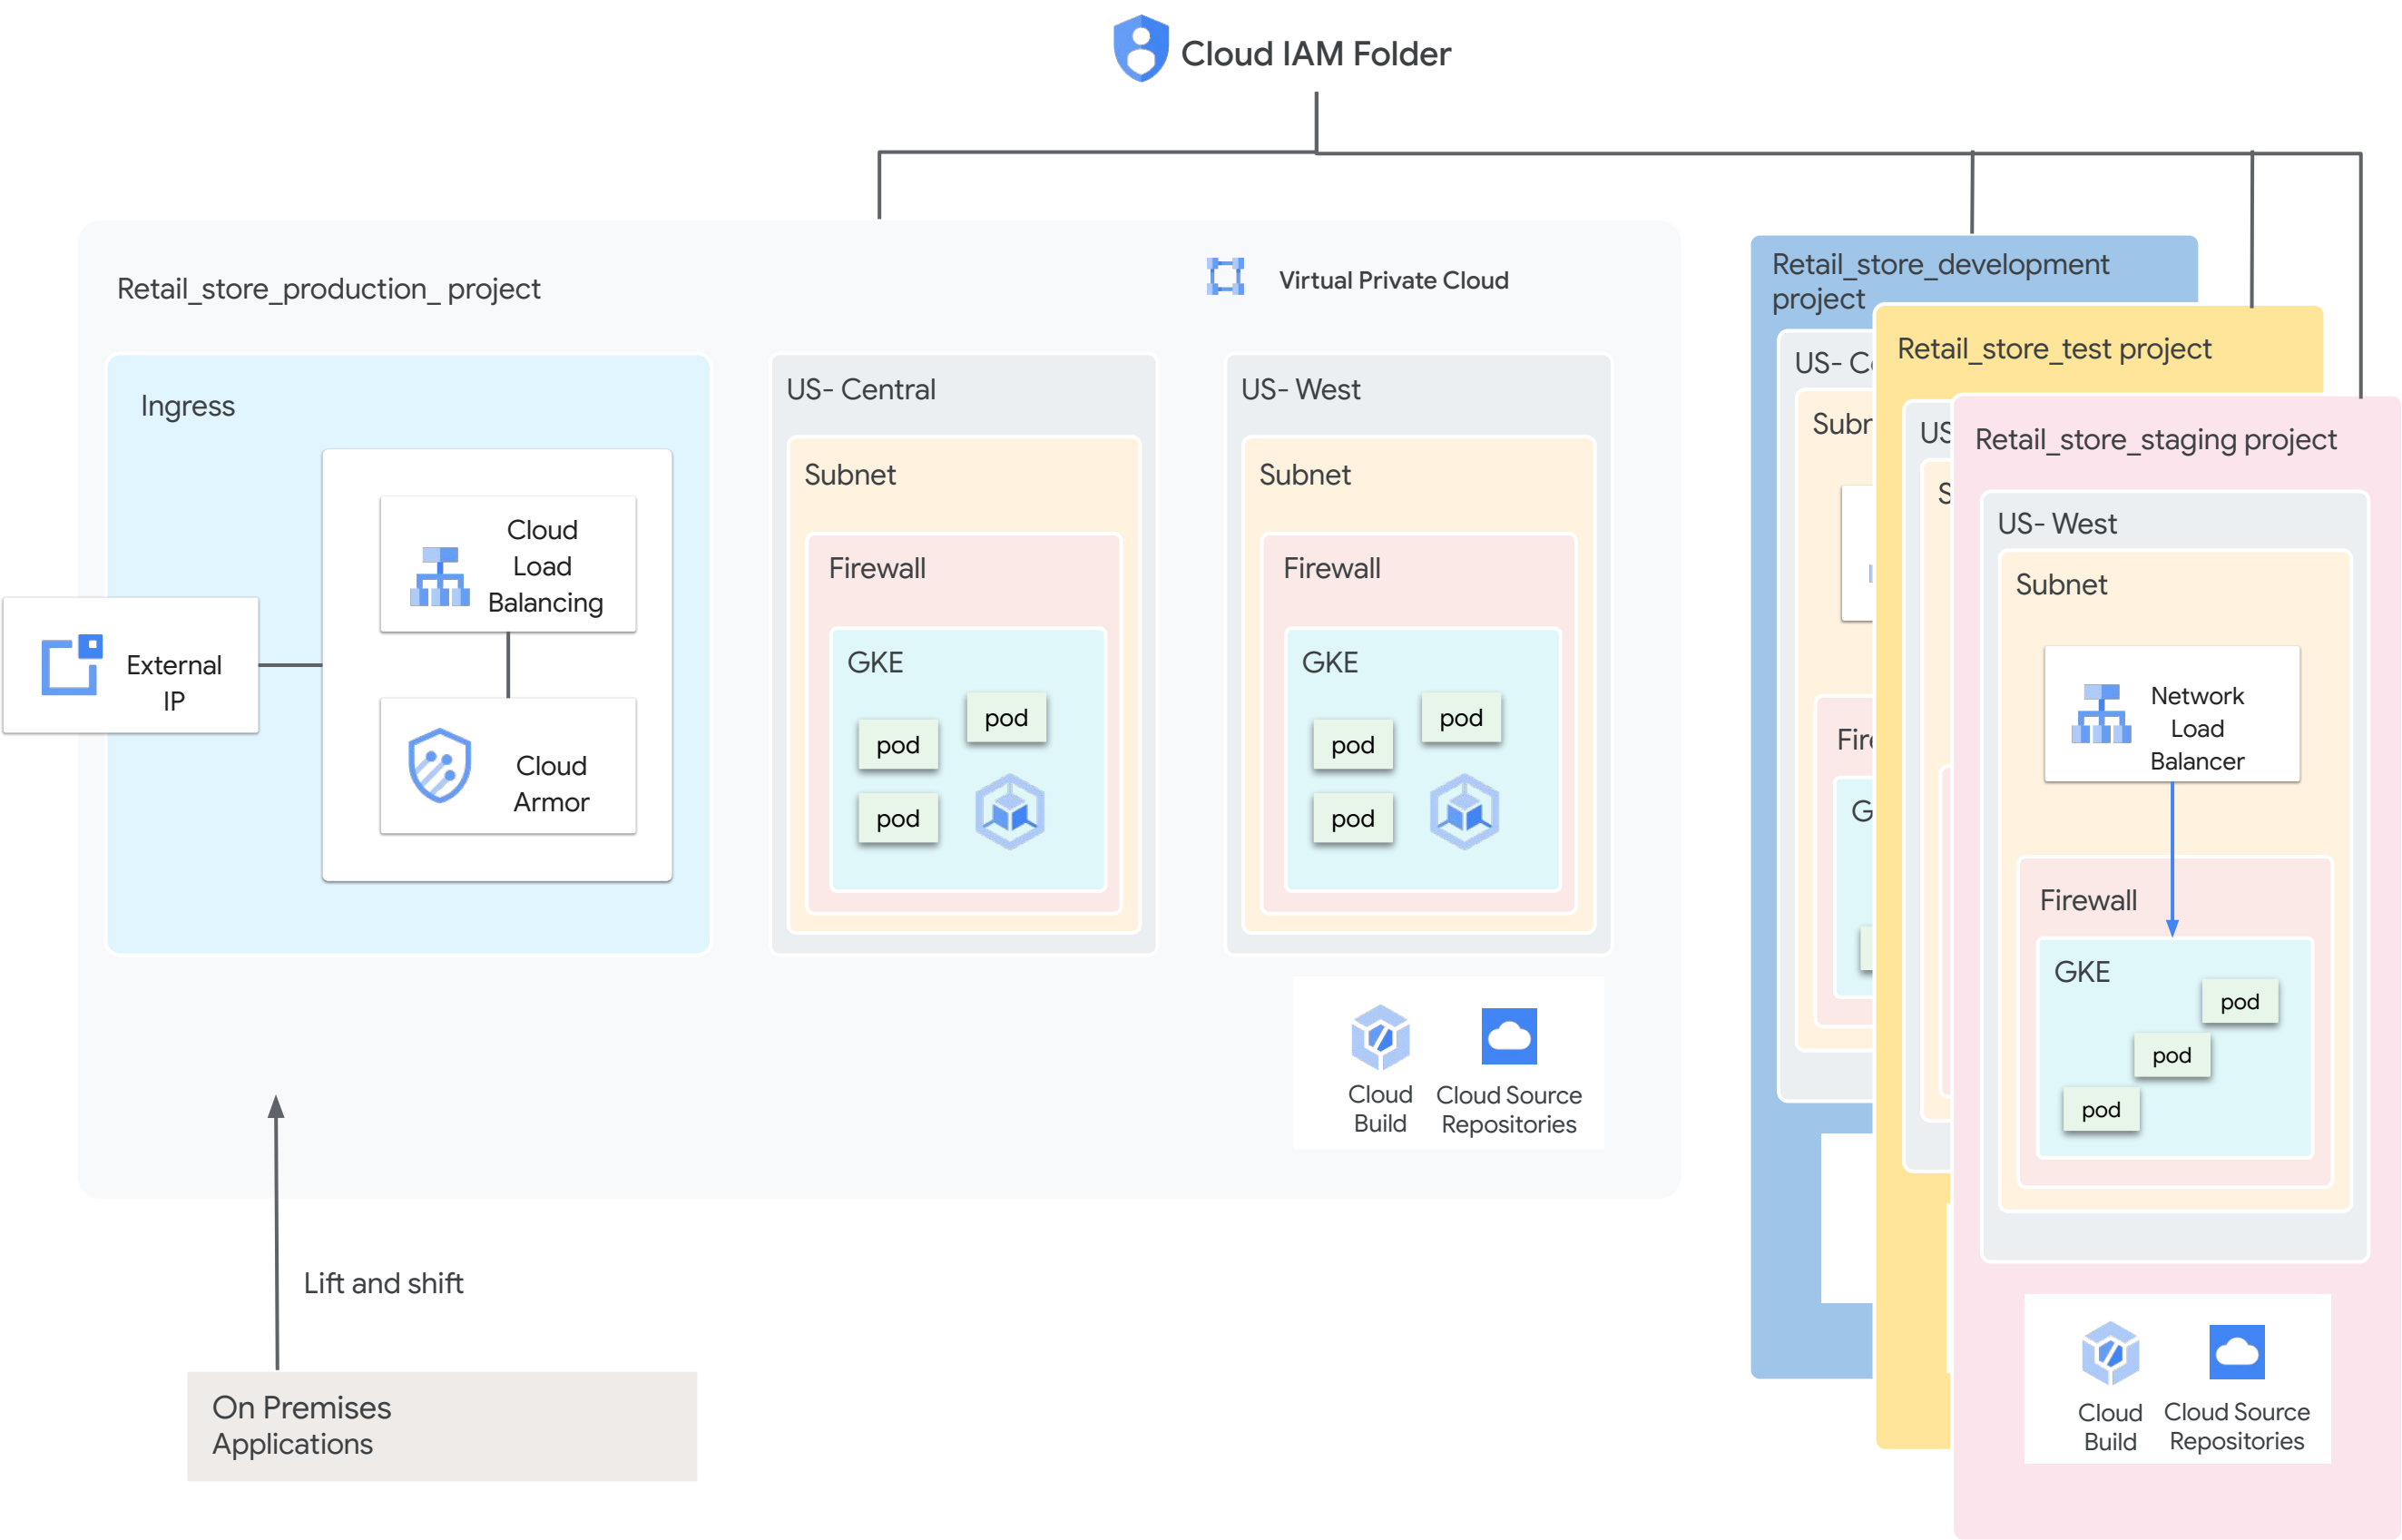 Cloud IAM Folder
Retail_store_production_ project
Virtual Private Cloud
Ingress
External
IP
Cloud
Load
Balancing
Cloud
Armor
US- Central
Subnet
Firewall
GKE
pod
pod
pod
US- West
Subnet
Firewall
GKE
pod
pod
pod
Cloud
Build
Cloud Source
Repositories
Lift and shift
On Premises
Applications
Retail_store_development
project
US-
Retail_store_test project
US
S
Retail_store_staging project
US- West
Subnet
Network
Load
Balancer
Firewall
GKE
pod
pod
pod
Cloud
Build
Cloud Source
Repositories